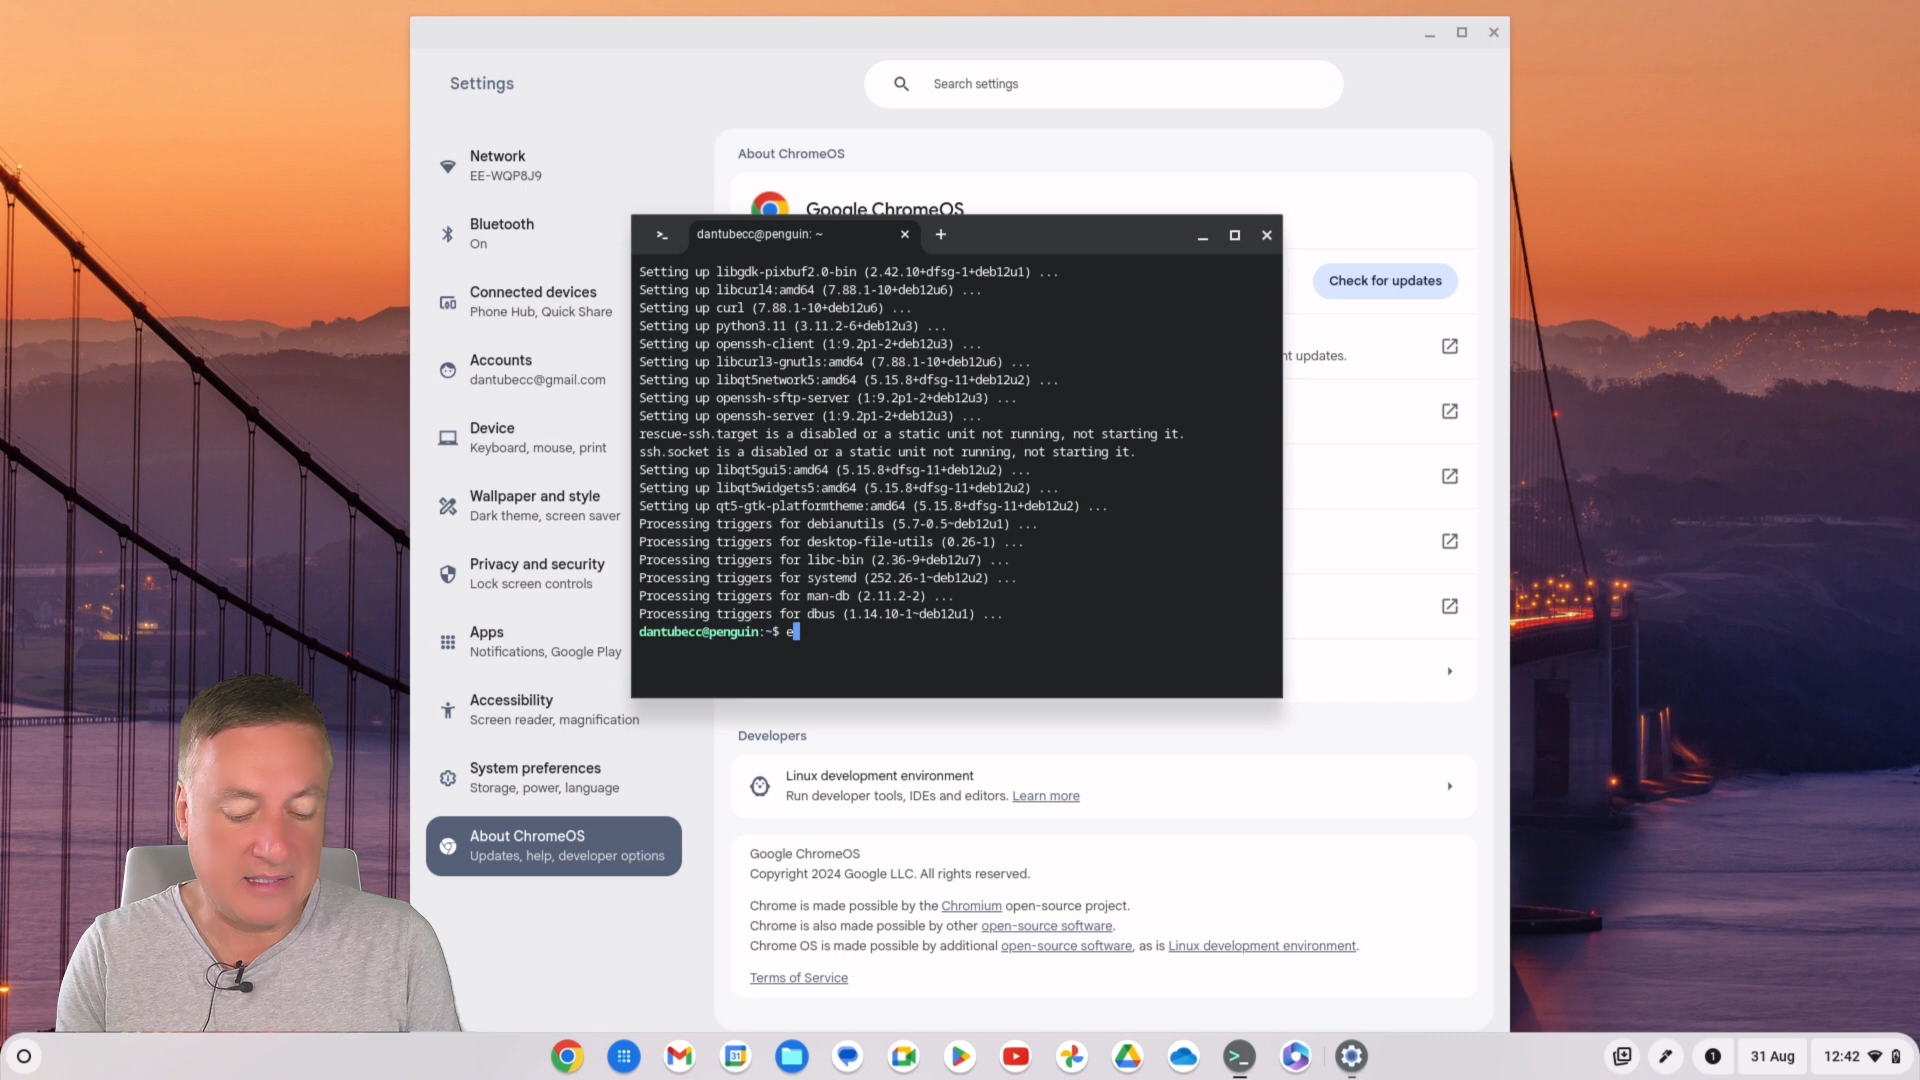 Settings
Search settings
Network
EE-WQP8J9
Bluetooth
On
Connected devices
Phone Hub, Quick Share
Accounts
dantubecc@gmail.com
Device
Keyboard, mouse, print
Wallpaper and style
Dark theme, screen saver
Privacy and security
Lock screen controls
Apps
Notifications, Google Play
Accessibility
Screen reader, magnification
System preferences
Storage, power, language
About ChromeOS
Updates, help, developer options
About ChromeOS
Google ChromeOS
Check for updates
nt updates.
>_ dantubecc@penguin: ~
Setting up libgdk-pixbuf2.0-bin (2.42.10+dfsg-1+deb12u1) ...
Setting up libcurl4:amd64 (7.88.1-10+deb12u6) ...
Setting up curl (7.88.1-10+deb12u6) ...
Setting up python3.11 (3.11.2-6+deb12u3) ...
Setting up openssh-client (1:9.2p1-2+deb12u3) ...
Setting up libcurl3-gnutls:amd64 (7.88.1-10+deb12u6) ...
Setting up libqt5network5:amd64 (5.15.8+dfsg-11+deb12u2) ...
Setting up openssh-sftp-server (1:9.2p1-2+deb12u3) ...
Setting up openssh-server (1:9.2p1-2+deb12u3) ...
rescue-ssh.target is a disabled or a static unit not running, not starting it.
ssh.socket is a disabled or a static unit not running, not starting it.
Setting up libqt5gui5:amd64 (5.15.8+dfsg-11+deb12u2) ...
Setting up libqt5widgets5:amd64 (5.15.8+dfsg-11+deb12u2) ...
Setting up qt5-gtk-platformtheme:amd64 (5.15.8+dfsg-11+deb12u2) ...
Processing triggers for debianutils (5.7-0.5~deb12u1) ...
Processing triggers for desktop-file-utils (0.26-1) ...
Processing triggers for libc-bin (2.36-9+deb12u7) ...
Processing triggers for systemd (252.26-1~deb12u2) ...
Processing triggers for man-db (2.11.2-2) ...
Processing triggers for dbus (1.14.10-1~deb12u1) ...
dantubecc@penguin:~$ e
Developers
Linux development environment
Run developer tools, IDEs and editors. Learn more
Google ChromeOS
Copyright 2024 Google LLC. All rights reserved.
Chrome is made possible by the Chromium open-source project.
Chrome is also made possible by other open-source software.
Chrome OS is made possible by additional open-source software, as is Linux development environment.
Terms of Service
31
1
31 Aug
12:42